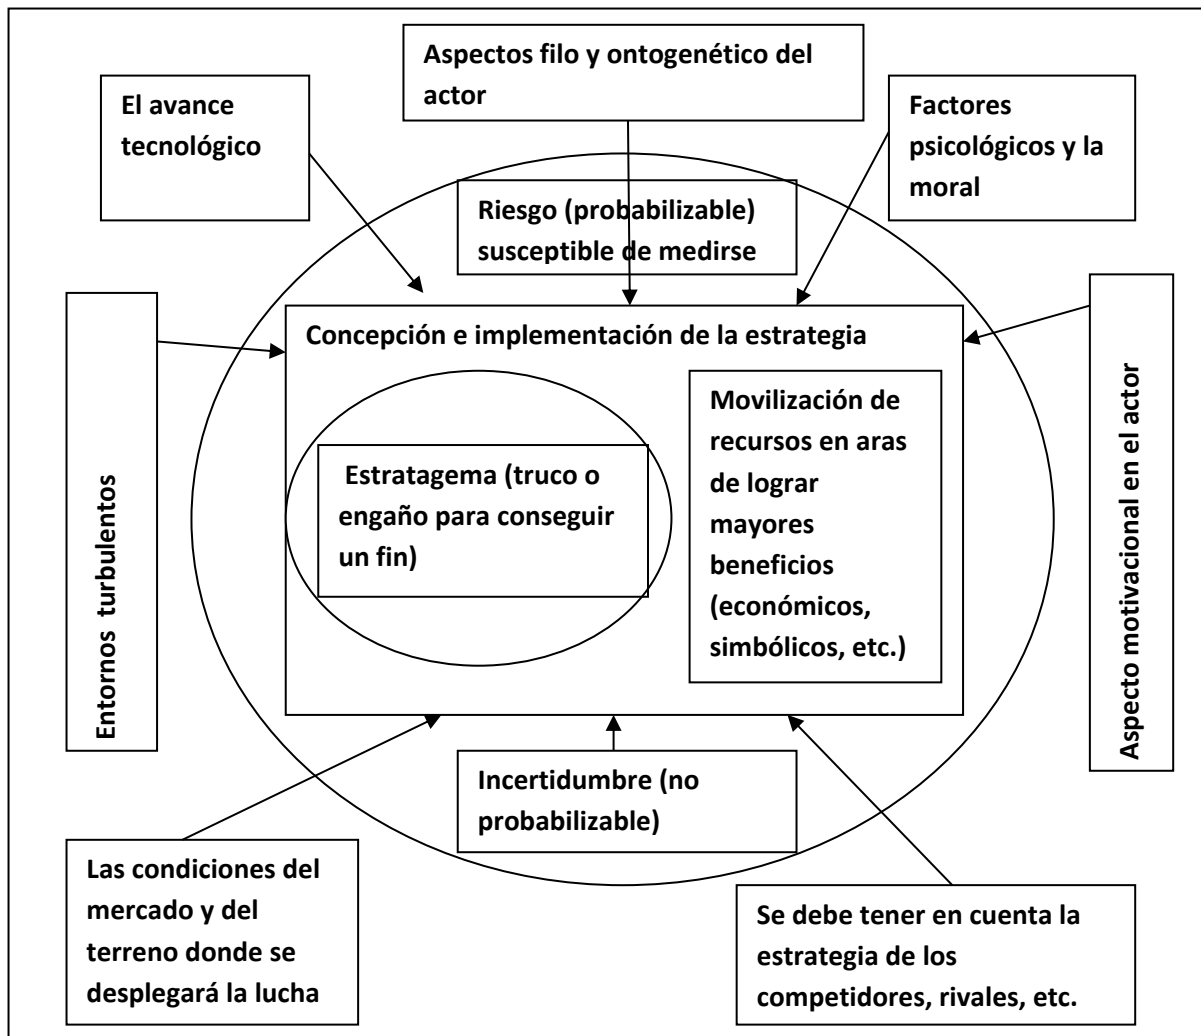 Aspectos filo y ontogenético del
actor
El avance
tecnológico
Factores
psicológicos y la
moral
Riesgo (probabilizable)
susceptible de medirse
Entornos turbulentos
Concepción e implementación de la estrategia
Estratagema (truco o
engaño para conseguir
un fin)
Movilización de
recursos en aras
de lograr
mayores
beneficios
(económicos,
simbólicos, etc.)
Aspecto motivacional en el actor
Incertidumbre (no
probabilizable)
Las condiciones del
mercado y del
terreno donde se
desplegará la lucha
Se debe tener en cuenta la
estrategia de los
competidores, rivales, etc.